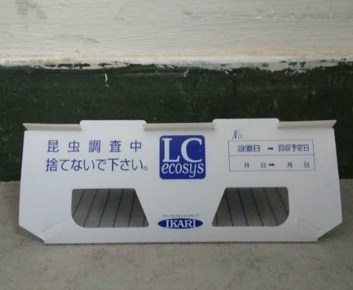 昆虫調査中
捨てないで下さい。
LC
ecosys
No.
設置日 ➡ 回収予定日
月 日 ➡ 月 日
IKARI